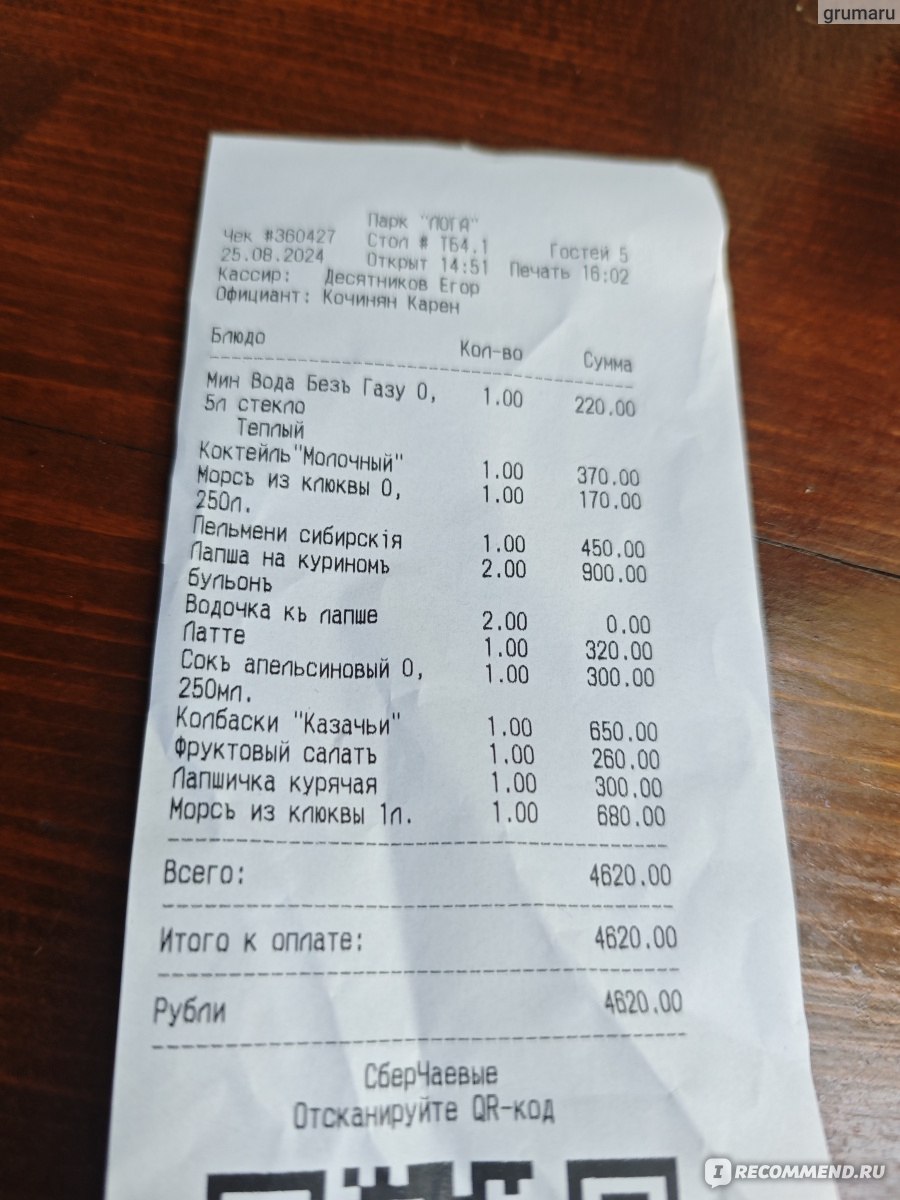 grumaru
Парк "ЛОГА"
Чек #360427 Стол # Т64.1 Гостей 5
25.08.2024 Открыт 14:51 Печать 16:02
Кассир: Десятников Егор
Официант: Кочинян Карен
Блюдо Кол-во Сумма
Мин Вода Безъ Газу 0, 1.00 220.00
5л стекло
Теплый
Коктейль"Молочный" 1.00 370.00
Морсъ из клюквы 0, 1.00 170.00
250л.
Пельмени сибирскiя 1.00 450.00
Лапша на куриномъ 2.00 900.00
бульонъ
Водочка къ лапше 2.00 0.00
Латте 1.00 320.00
Сокъ апельсиновый 0, 1.00 300.00
250мл.
Колбаски "Казачьи" 1.00 650.00
Фруктовый салатъ 1.00 260.00
Лапшичка курячая 1.00 300.00
Морсъ из клюквы 1л. 1.00 680.00
Всего: 4620.00
Итого к оплате: 4620.00
Рубли 4620.00
СберЧаевые
Отсканируйте QR-код
IRECOMMEND.RU